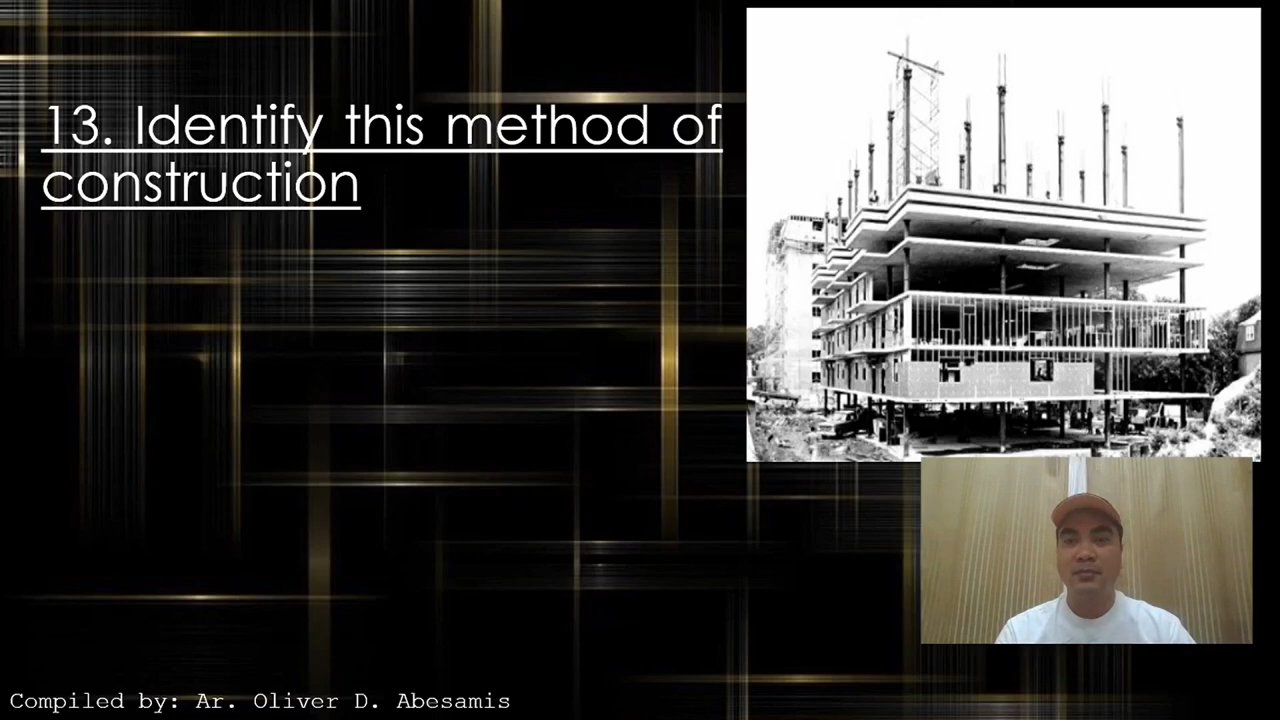 13. Identify this method of
construction
Compiled by: Ar. Oliver D. Abesamis